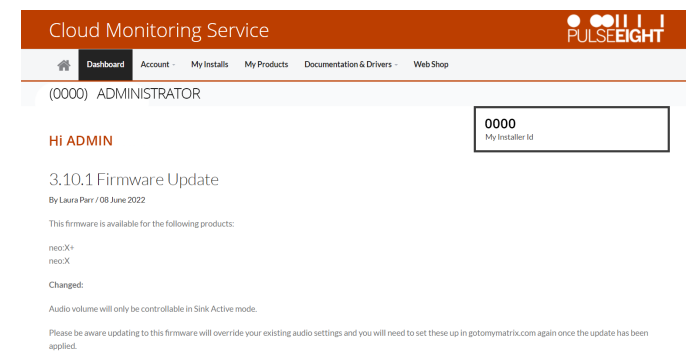 Cloud Monitoring Service
PULSEEIGHT
Dashboard Account My Installs My Products Documentation & Drivers Web Shop
(0000) ADMINISTRATOR
0000
My Installer Id
Hi ADMIN
3.10.1 Firmware Update
By Laura Parr / 08 June 2022
This firmware is available for the following products:
neo:X+
neo:X
Changed:
Audio volume will only be controllable in Sink Active mode.
Please be aware updating to this firmware will override your existing audio settings and you will need to set these up in gotomymatrix.com again once the update has been
applied.